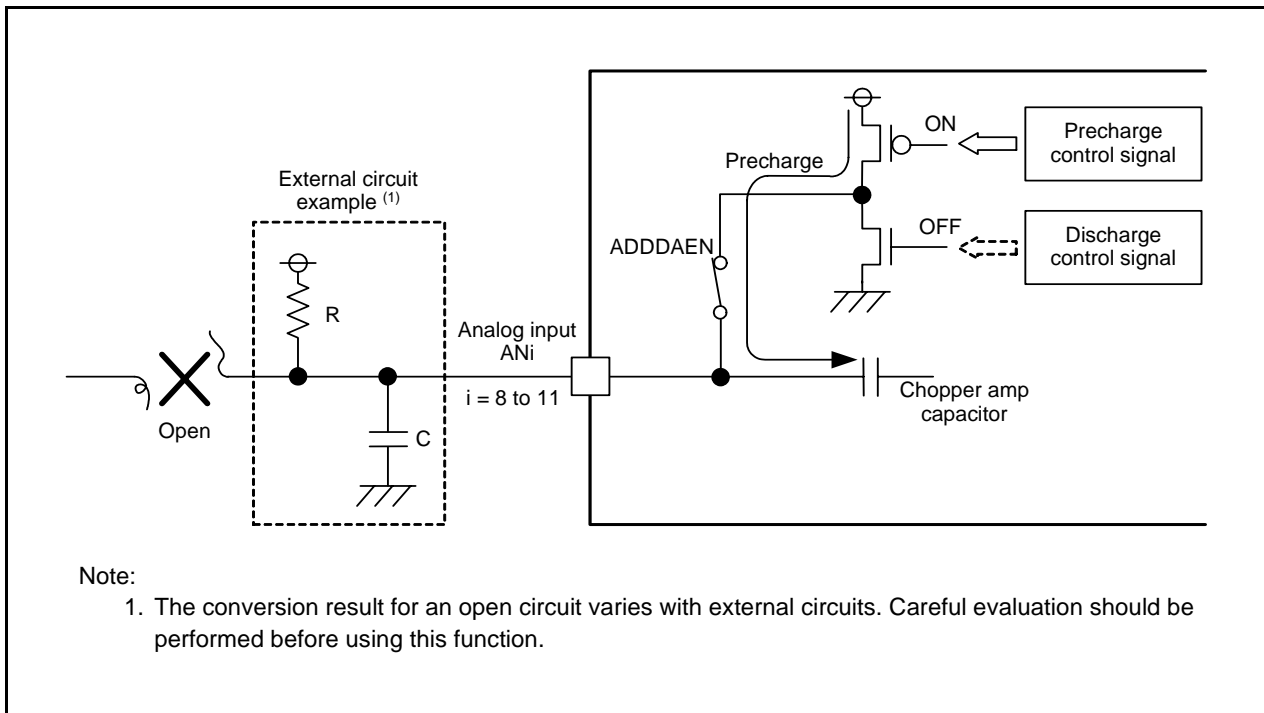 ON
Precharge
control signal
Precharge
External circuit
example (1)
OFF
Discharge
control signal
ADDDAEN
R
Analog input
ANi
i = 8 to 11
Chopper amp
capacitor
Open
C
Note:
1. The conversion result for an open circuit varies with external circuits. Careful evaluation should be
performed before using this function.